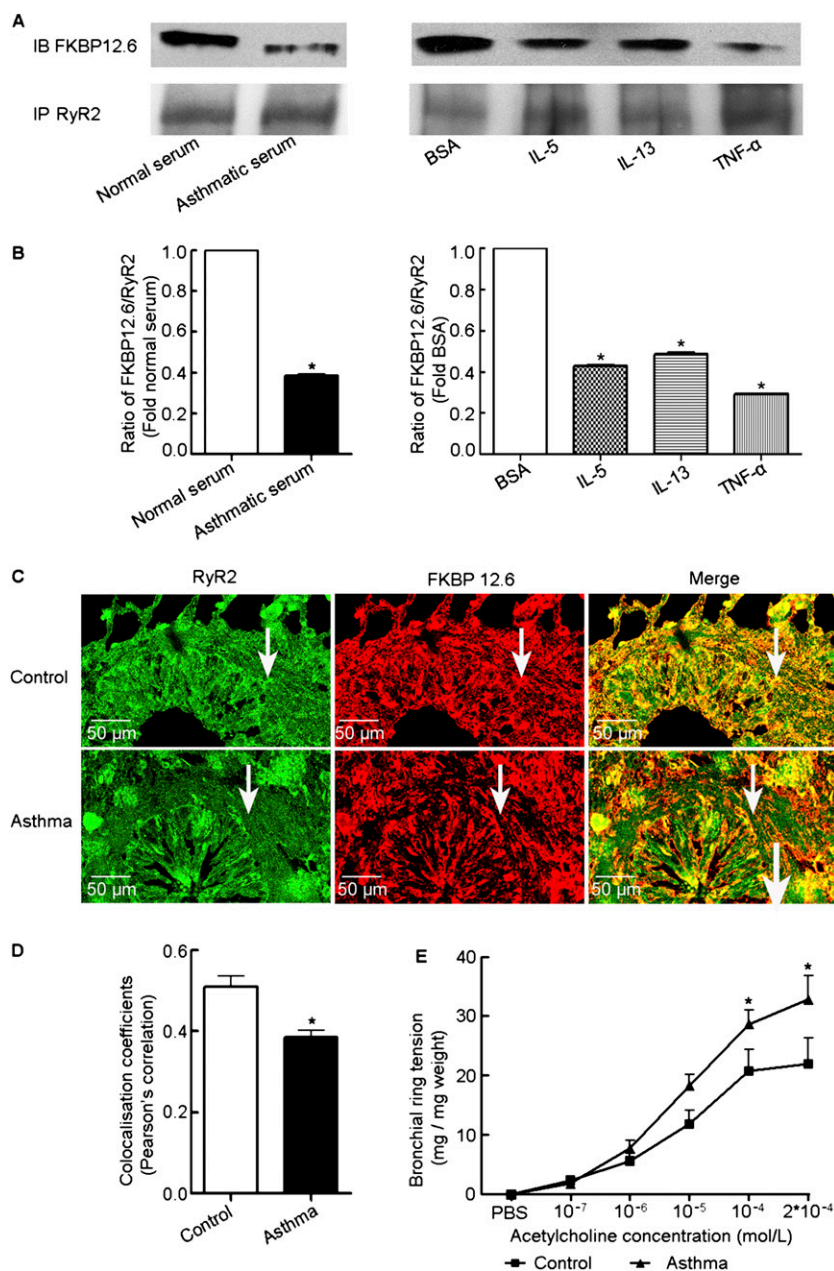 A
IB FKBP12.6
IP RyR2
Normal serum
Asthmatic serum
BSA
IL-5
IL-13
TNF-α
B
Ratio of FKBP12.6/RyR2
(Fold normal serum)
1.0
0.8
0.6
0.4
0.2
0.0
*
Normal serum
Asthmatic serum
Ratio of FKBP12.6/RyR2
(Fold BSA)
1.0
0.8
0.6
0.4
0.2
0.0
*
*
*
BSA
IL-5
IL-13
TNF-α
C
RyR2
FKBP 12.6
Merge
Control
50 µm
50 µm
50 µm
Asthma
50 µm
50 µm
50 µm
D
Colocalisation coefficients
(Pearson's correlation)
0.6
0.4
0.2
0.0
*
Control
Asthma
E
Bronchial ring tension
(mg / mg weight)
40
30
20
10
0
*
*
PBS
10⁻⁷
10⁻⁶
10⁻⁵
10⁻⁴
2*10⁻⁴
Acetylcholine concentration (mol/L)
Control
Asthma